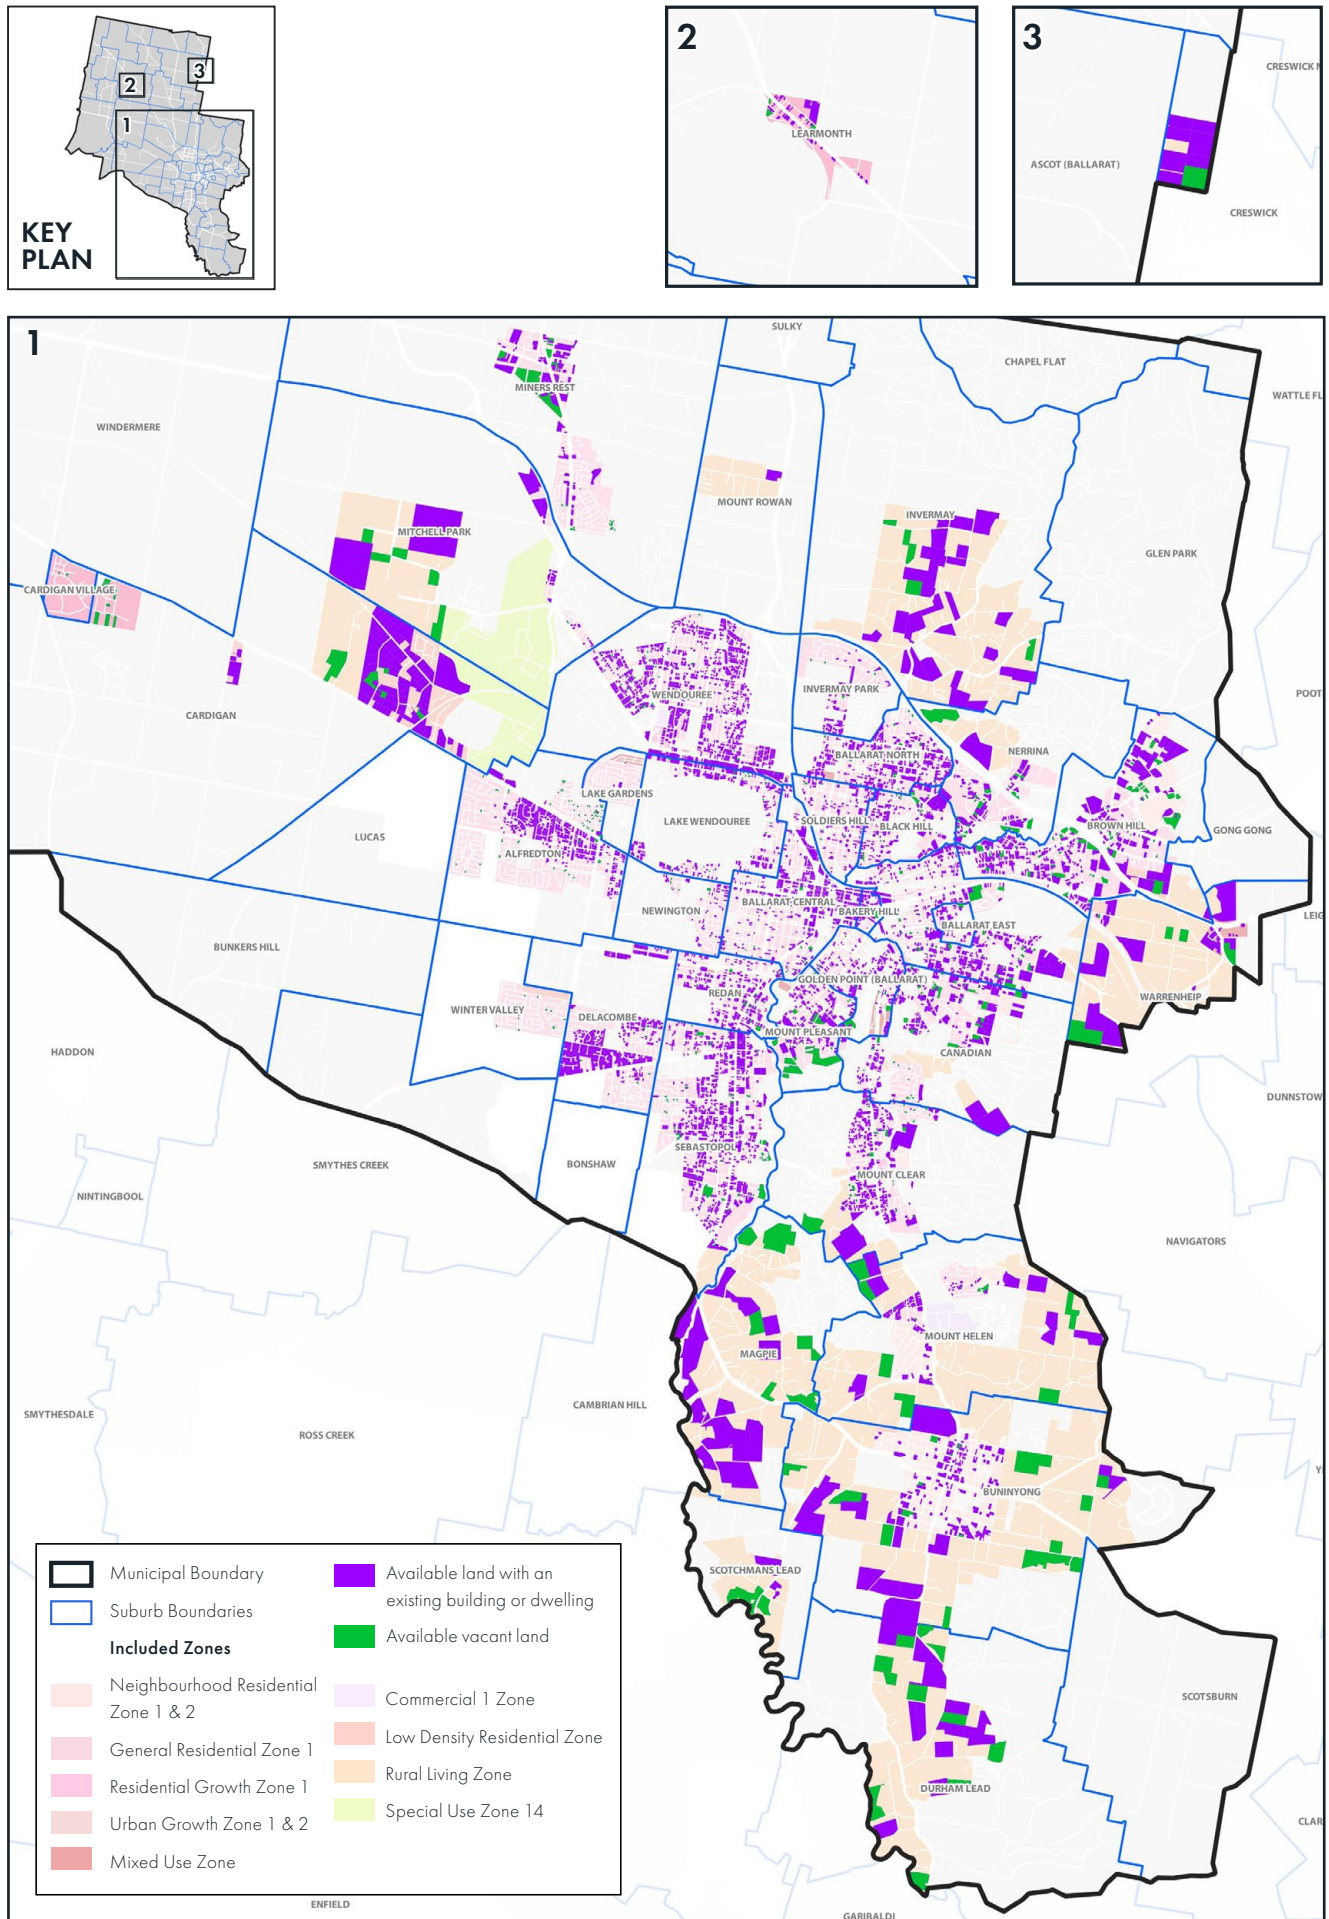 2
3
1
KEY
PLAN
2
LEARMONTH
3
ASCOT (BALLARAT)
CRESWICK
1
SULKY
CHAPEL FLAT
WATTLE FL
MINERS REST
WINDERMERE
MOUNT ROWAN
INVERMAY
MITCHELL PARK
GLEN PARK
CARDIGAN VILLAGE
INVERMAY PARK
WENDOUREE
POOT
CARDIGAN
NERRINA
BALLARAT NORTH
LAKE GARDENS
LAKE WENDOUREE
SOLDIERS HILL
BLACK HILL
BROWN HILL
GONG GONG
LUCAS
ALFREDTON
BALLARAT CENTRAL
BAKERY HILL
NEWINGTON
LEIG
BALLARAT EAST
BUNKERS HILL
GOLDEN POINT (BALLARAT)
REDAN
WARRENHEIP
WINTER VALLEY
DELACOMBE
MOUNT PLEASANT
HADDON
CANADIAN
DUNNSTOW
SEBASTOPOL
SMYTHES CREEK
BONSHAW
MOUNT CLEAR
NINTINGBOOL
NAVIGATORS
MOUNT HELEN
MAGPIE
CAMBRIAN HILL
SMYTHESDALE
ROSS CREEK
BUNINYONG
SCOTCHMANS LEAD
SCOTSBURN
DURHAM LEAD
CLAR
ENFIELD
GARIBALDI
Municipal Boundary
Suburb Boundaries
Included Zones
Neighbourhood Residential
Zone 1 & 2
General Residential Zone 1
Residential Growth Zone 1
Urban Growth Zone 1 & 2
Mixed Use Zone
Available land with an
existing building or dwelling
Available vacant land
Commercial 1 Zone
Low Density Residential Zone
Rural Living Zone
Special Use Zone 14